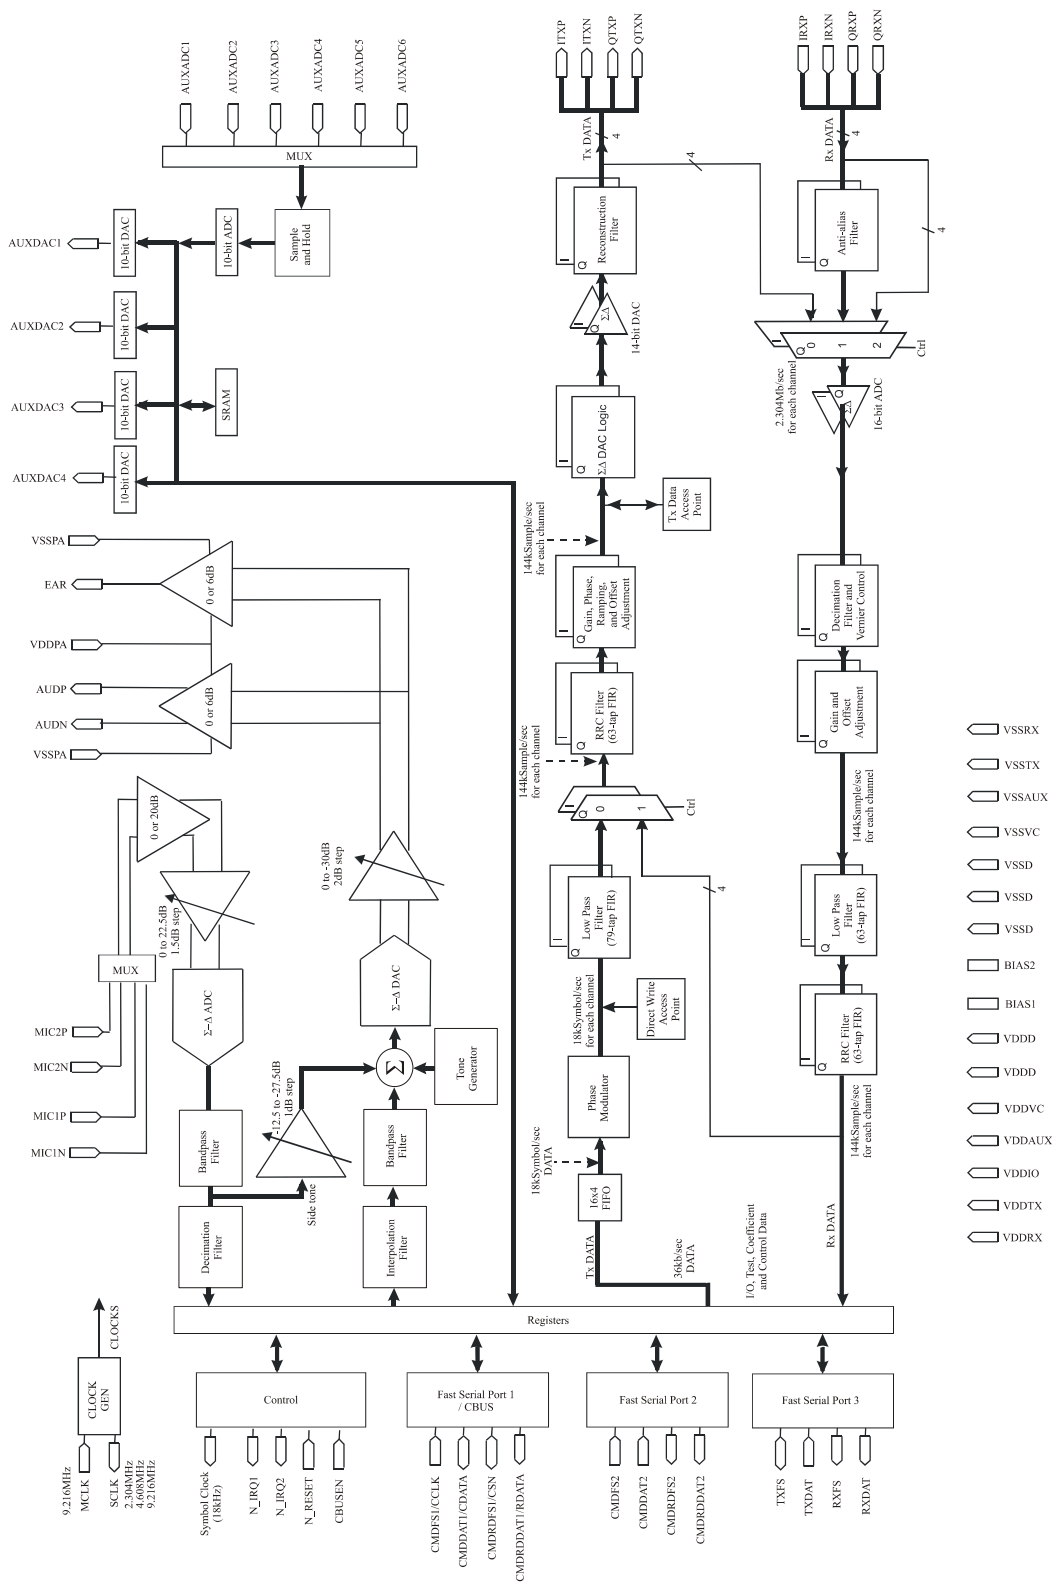 AUXADC1
AUXADC2
AUXADC3
AUXADC4
AUXADC5
AUXADC6
MUX
Sample
and Hold
10-bit ADC
10-bit DAC
AUXDAC1
10-bit DAC
AUXDAC2
10-bit DAC
AUXDAC3
SRAM
10-bit DAC
AUXDAC4
VSSPA
EAR
0 or 6dB
VDDPA
AUDP
AUDN
0 or 6dB
VSSPA
0 or 20dB
0 to 22.5dB
1.5dB step
MUX
Σ–Δ ADC
MIC2P
MIC2N
MIC1P
MIC1N
Bandpass
Filter
Decimation
Filter
Side tone
-12.5 to -27.5dB
1dB step
0 to -30dB
2dB step
Σ–Δ DAC
Σ
Tone
Generator
Bandpass
Filter
Interpolation
Filter
ITXP
ITXN
QTXP
QTXN
Tx DATA
4
4
I
Q
Reconstruction
Filter
I
Q
ΣΔ
14-bit DAC
I
Q
ΣΔ DAC Logic
Tx Data
Access
Point
144kSample/sec
for each channel
I
Q
Gain, Phase,
Ramping,
and Offset
Adjustment
I
Q
RRC Filter
(63-tap FIR)
144kSample/sec
for each channel
I
Q
0
1
Ctrl
4
I
Q
Low Pass
Filter
(79-tap FIR)
18kSymbol/sec
for each channel
Direct Write
Access
Point
Phase
Modulator
18kSymbol/sec
DATA
16x4
FIFO
Tx DATA
36kb/sec
DATA
I/O, Test, Coefficient
and Control Data
IRXP
IRXN
QRXP
QRXN
Rx DATA
4
4
I
Q
Anti-alias
Filter
I
Q
0
1
2
Ctrl
2.304Mb/sec
for each channel
I
Q
ΣΔ
16-bit ADC
I
Q
Decimation
Filter and
Vernier Control
I
Q
Gain and
Offset
Adjustment
144kSample/sec
for each channel
I
Q
Low Pass
Filter
(63-tap FIR)
I
Q
RRC Filter
(63-tap FIR)
144kSample/sec
for each channel
Rx DATA
VSSRX
VSSTX
VSSAUX
VSSVC
VSSD
VSSD
VSSD
BIAS2
BIAS1
VDDD
VDDD
VDDVC
VDDAUX
VDDIO
VDDTX
VDDRX
Registers
CLOCKS
CLOCK
GEN
9.216MHz
MCLK
SCLK
2.304MHz
4.608MHz
9.216MHz
Control
Symbol Clock
(18kHz)
N_IRQ1
N_IRQ2
N_RESET
CBUSEN
Fast Serial Port 1
/ CBUS
CMDFS1/CCLK
CMDDAT1/CDATA
CMDRDFS1/CSN
CMDRDDAT1/RDATA
Fast Serial Port 2
CMDFS2
CMDDAT2
CMDRDFS2
CMDRDDAT2
Fast Serial Port 3
TXFS
TXDAT
RXFS
RXDAT